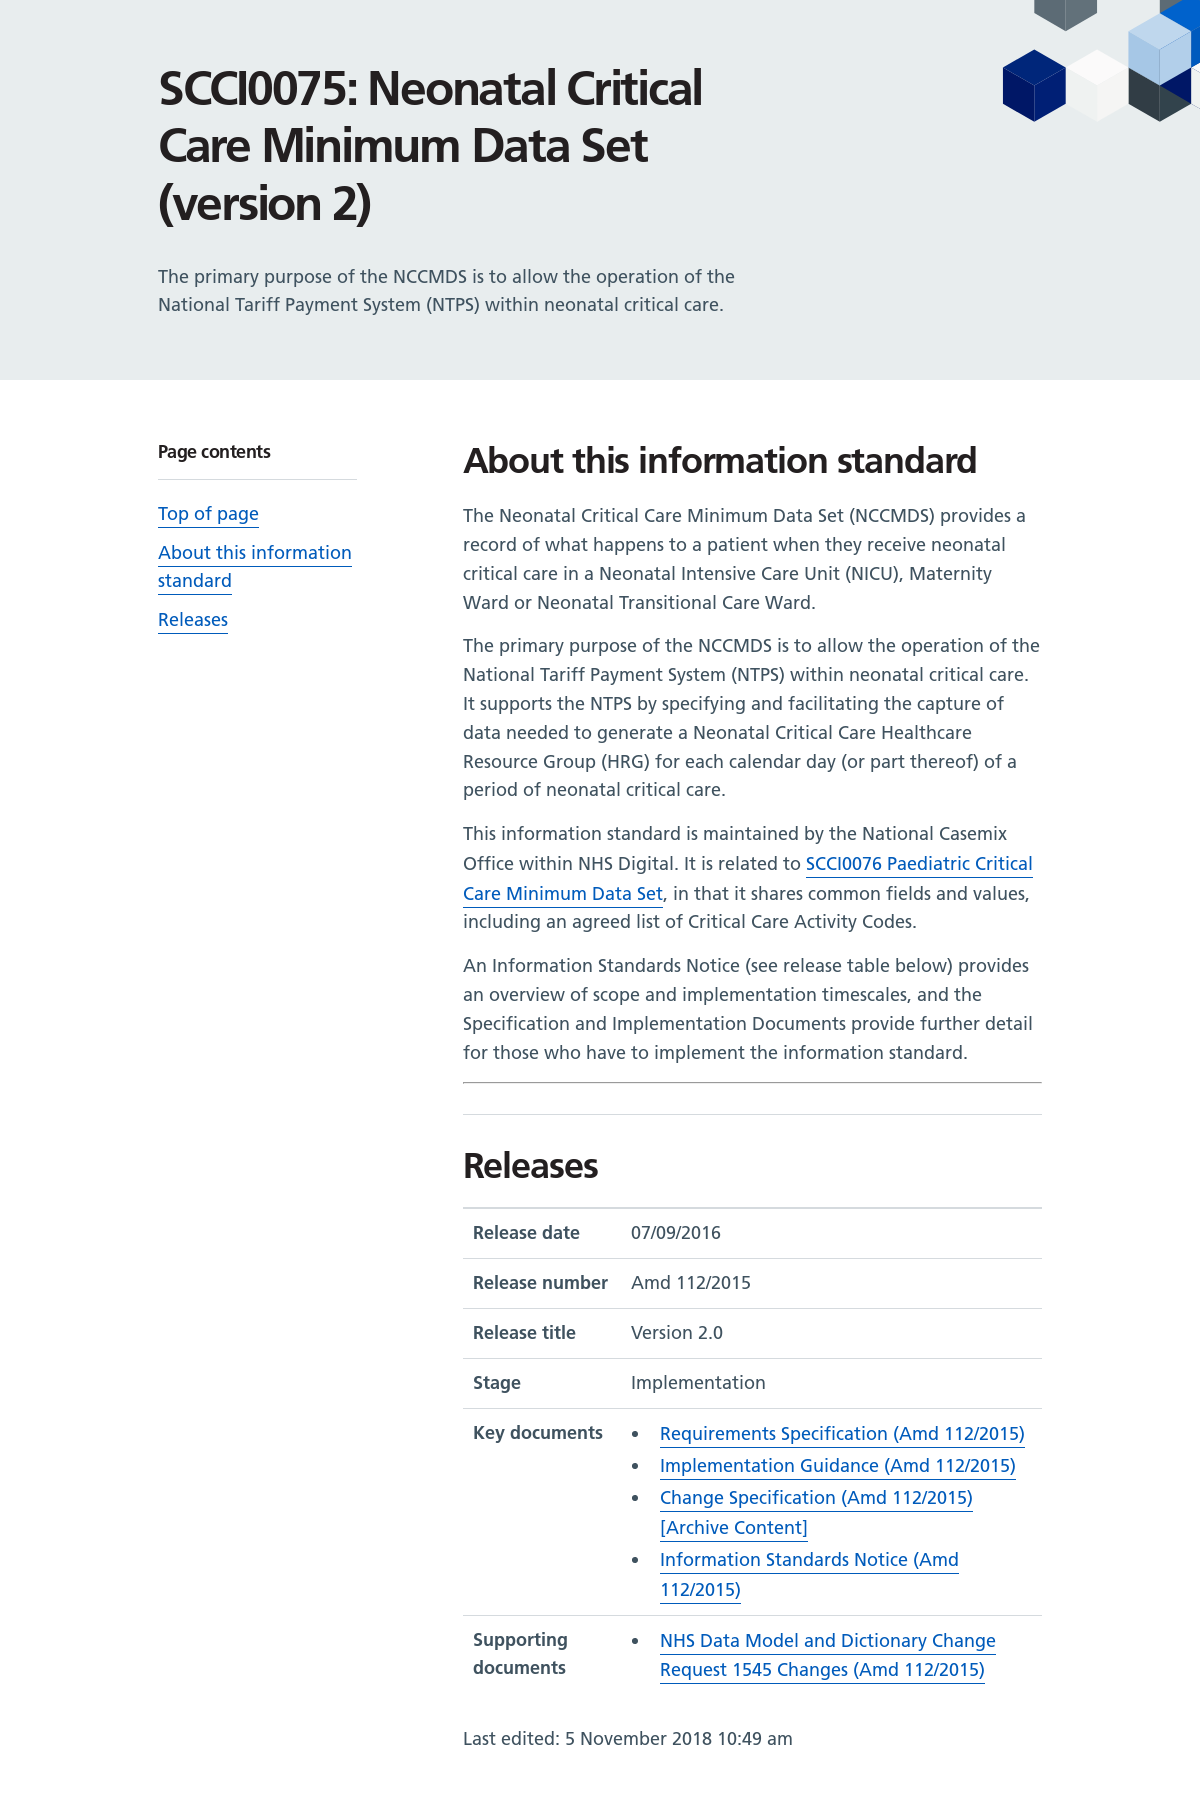 SCCI0075: Neonatal Critical
Care Minimum Data Set
(version 2)
The primary purpose of the NCCMDS is to allow the operation of the
National Tariff Payment System (NTPS) within neonatal critical care.
Page contents
Top of page
About this information
standard
Releases
About this information standard
The Neonatal Critical Care Minimum Data Set (NCCMDS) provides a
record of what happens to a patient when they receive neonatal
critical care in a Neonatal Intensive Care Unit (NICU), Maternity
Ward or Neonatal Transitional Care Ward.
The primary purpose of the NCCMDS is to allow the operation of the
National Tariff Payment System (NTPS) within neonatal critical care.
It supports the NTPS by specifying and facilitating the capture of
data needed to generate a Neonatal Critical Care Healthcare
Resource Group (HRG) for each calendar day (or part thereof) of a
period of neonatal critical care.
This information standard is maintained by the National Casemix
Office within NHS Digital. It is related to SCCI0076 Paediatric Critical
Care Minimum Data Set, in that it shares common fields and values,
including an agreed list of Critical Care Activity Codes.
An Information Standards Notice (see release table below) provides
an overview of scope and implementation timescales, and the
Specification and Implementation Documents provide further detail
for those who have to implement the information standard.
Releases
Release date 07/09/2016
Release number Amd 112/2015
Release title Version 2.0
Stage Implementation
Key documents • Requirements Specification (Amd 112/2015)
• Implementation Guidance (Amd 112/2015)
• Change Specification (Amd 112/2015)
[Archive Content]
• Information Standards Notice (Amd
112/2015)
Supporting documents • NHS Data Model and Dictionary Change
Request 1545 Changes (Amd 112/2015)
Last edited: 5 November 2018 10:49 am